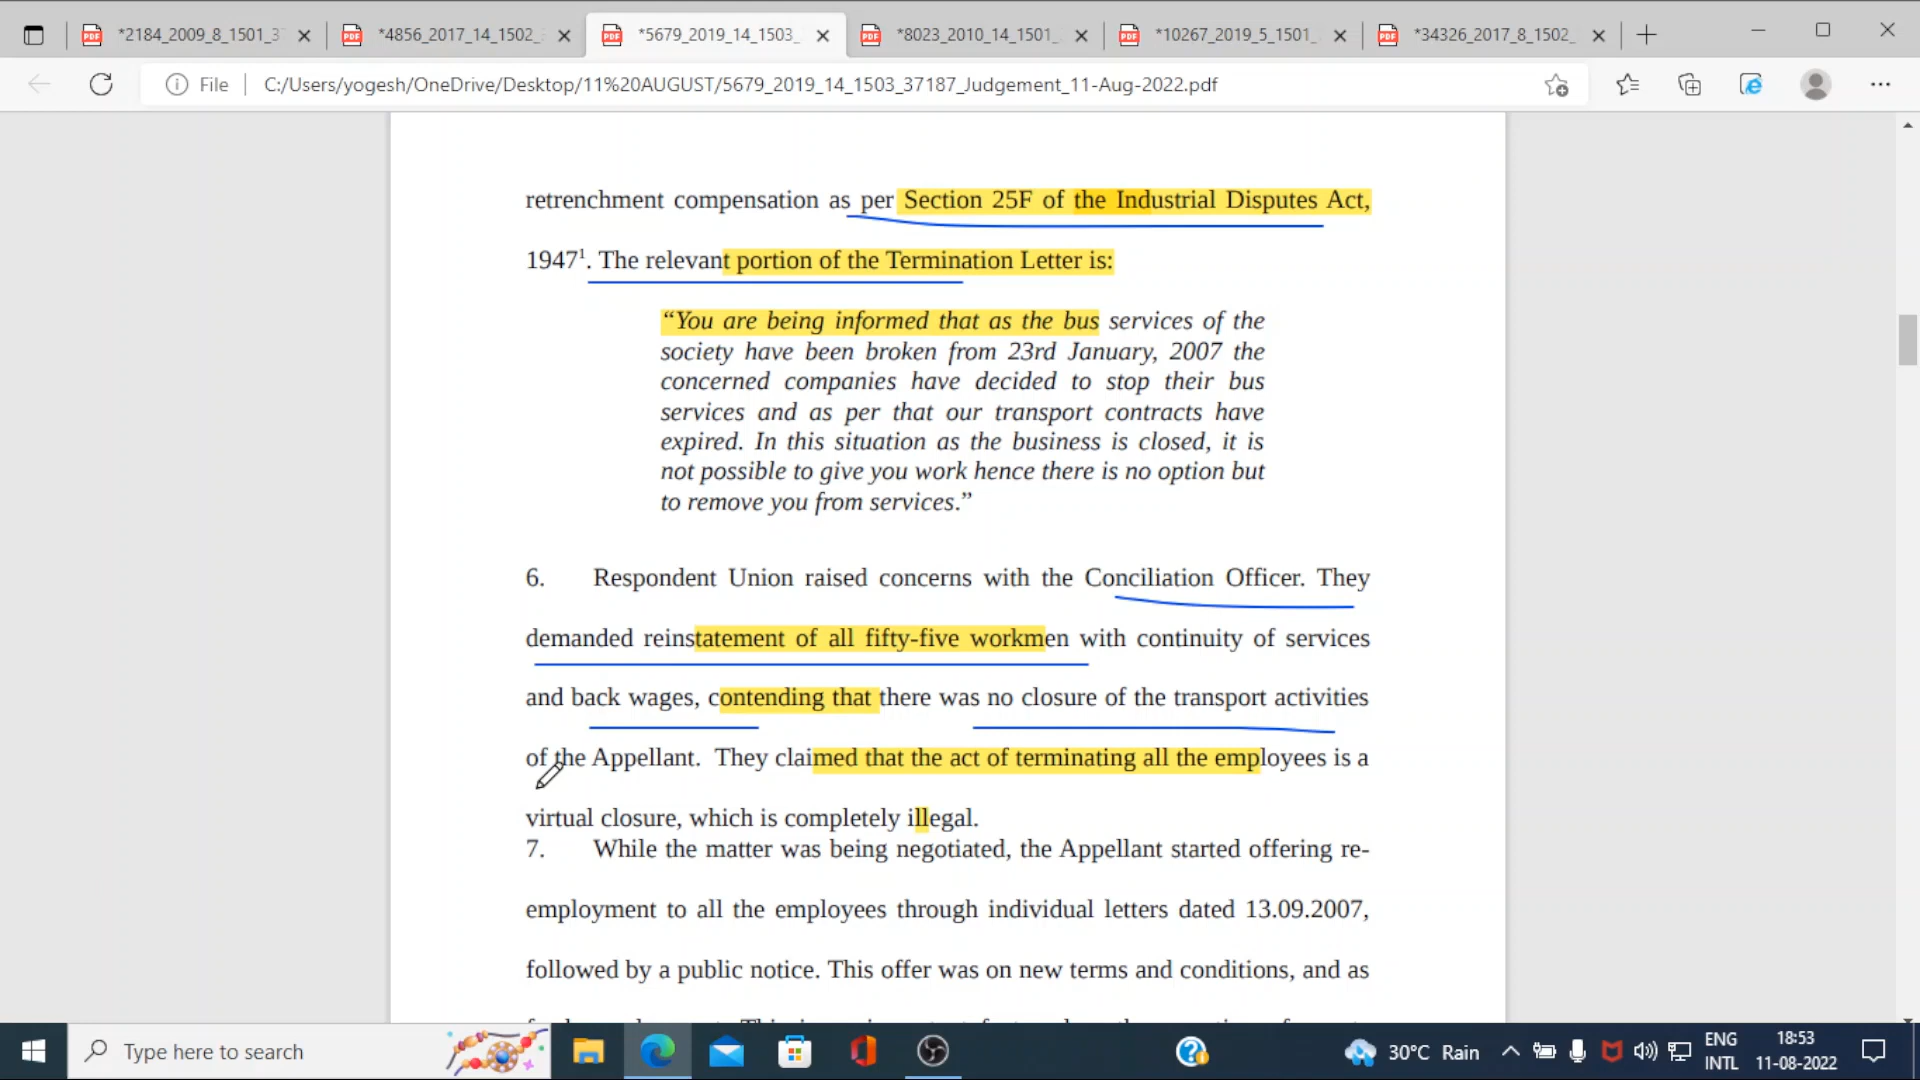 *2184_2009_8_1501_3
*4856_2017_14_1502_
*5679_2019_14_1503_
*8023_2010_14_1501_
*10267_2019_5_1501_
*34326_2017_8_1502_
File
C:/Users/yogesh/OneDrive/Desktop/11%20AUGUST/5679_2019_14_1503_37187_Judgement_11-Aug-2022.pdf
retrenchment compensation as per Section 25F of the Industrial Disputes Act,
1947¹. The relevant portion of the Termination Letter is:
“You are being informed that as the bus services of the
society have been broken from 23rd January, 2007 the
concerned companies have decided to stop their bus
services and as per that our transport contracts have
expired. In this situation as the business is closed, it is
not possible to give you work hence there is no option but
to remove you from services.”
6. Respondent Union raised concerns with the Conciliation Officer. They
demanded reinstatement of all fifty-five workmen with continuity of services
and back wages, contending that there was no closure of the transport activities
of the Appellant. They claimed that the act of terminating all the employees is a
virtual closure, which is completely illegal.
7. While the matter was being negotiated, the Appellant started offering re-
employment to all the employees through individual letters dated 13.09.2007,
followed by a public notice. This offer was on new terms and conditions, and as
Type here to search
30°C Rain
ENG
INTL
18:53
11-08-2022